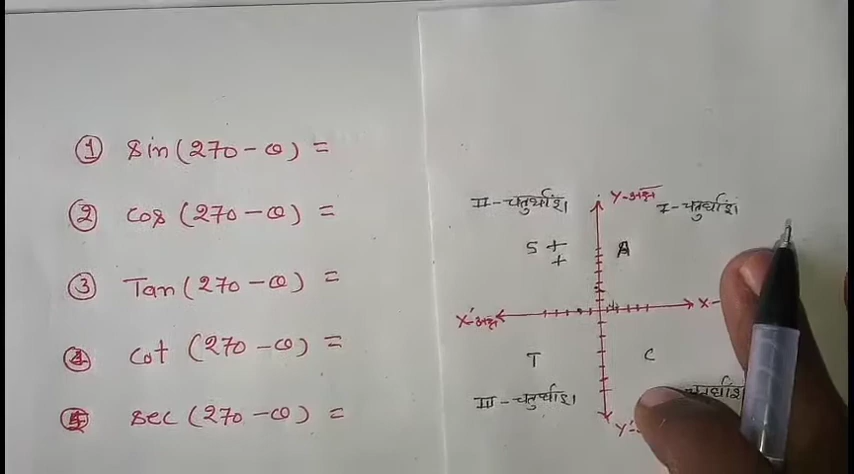 ① sin(270-θ) =
② cos(270-θ) =
③ Tan(270-θ) =
④ cot(270-θ) =
⑤ sec(270-θ) =
Y-अक्ष
II-चतुर्थांश I-चतुर्थांश
S + A
+
X'-अक्ष X-
T C
III-चतुर्थांश चतुर्थांश
Y'-